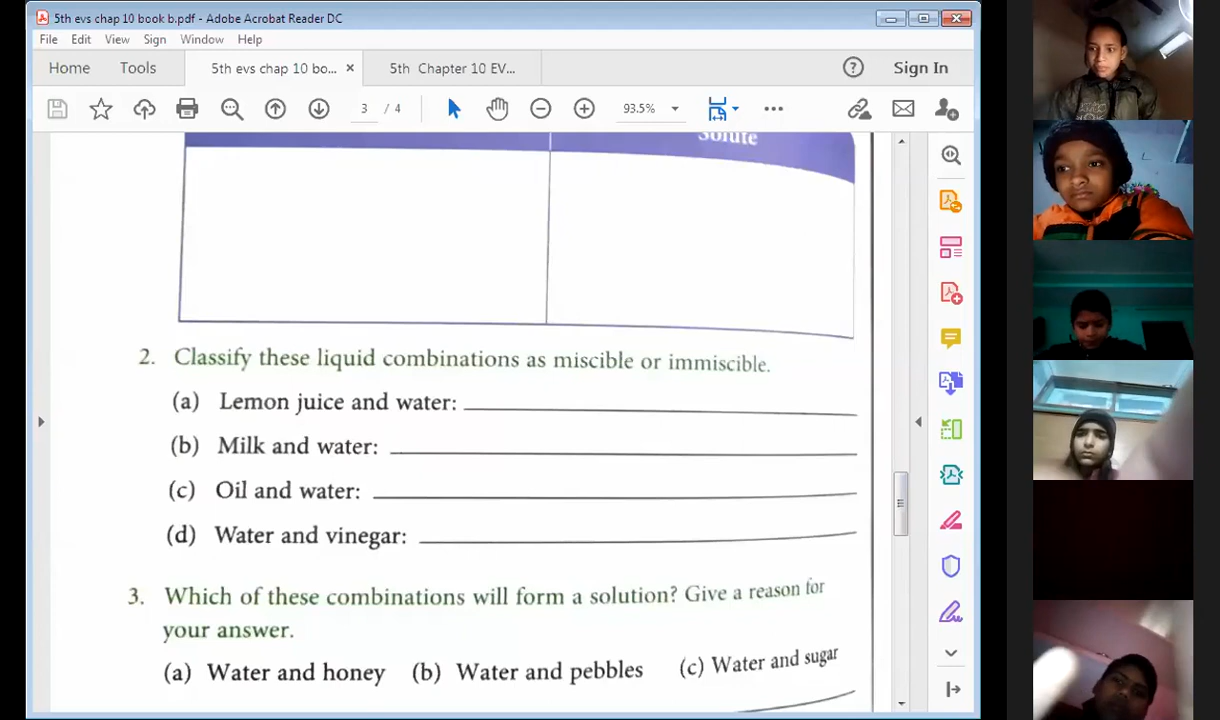 5th evs chap 10 book b.pdf - Adobe Acrobat Reader DC
File Edit View Sign Window Help
Home Tools 5th evs chap 10 bo... × 5th Chapter 10 EV... ? Sign In
3 / 4 93.5%
Solute
2. Classify these liquid combinations as miscible or immiscible.
(a) Lemon juice and water:
(b) Milk and water:
(c) Oil and water:
(d) Water and vinegar:
3. Which of these combinations will form a solution? Give a reason for
your answer.
(a) Water and honey (b) Water and pebbles (c) Water and sugar